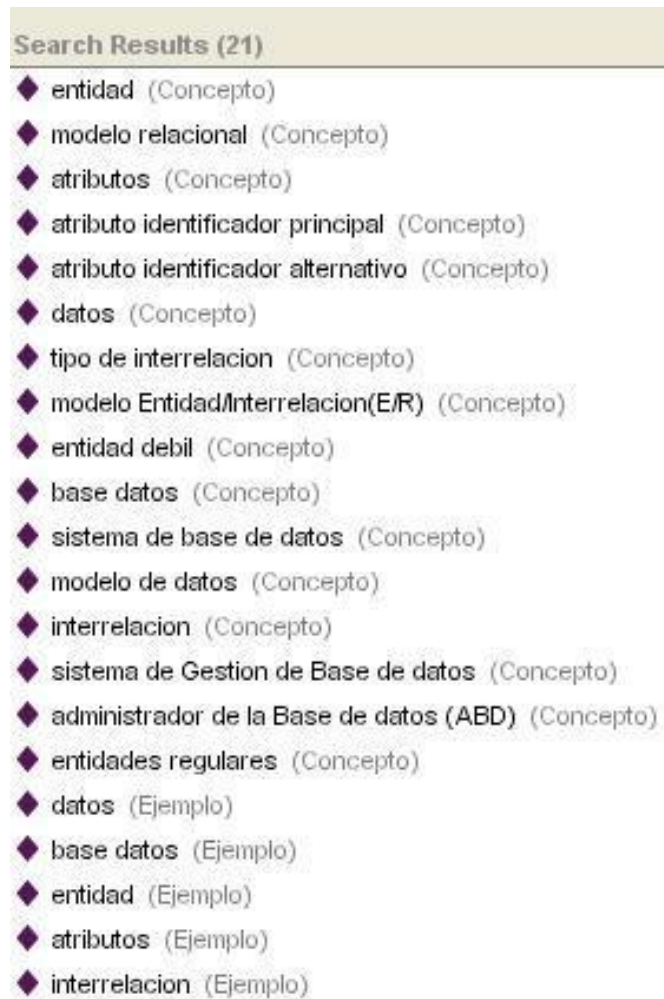 Search Results (21)
entidad (Concepto)
modelo relacional (Concepto)
atributos (Concepto)
atributo identificador principal (Concepto)
atributo identificador alternativo (Concepto)
datos (Concepto)
tipo de interrelacion (Concepto)
modelo Entidad/Interrelacion(E/R) (Concepto)
entidad debil (Concepto)
base datos (Concepto)
sistema de base de datos (Concepto)
modelo de datos (Concepto)
interrelacion (Concepto)
sistema de Gestion de Base de datos (Concepto)
administrador de la Base de datos (ABD) (Concepto)
entidades regulares (Concepto)
datos (Ejemplo)
base datos (Ejemplo)
entidad (Ejemplo)
atributos (Ejemplo)
interrelacion (Ejemplo)